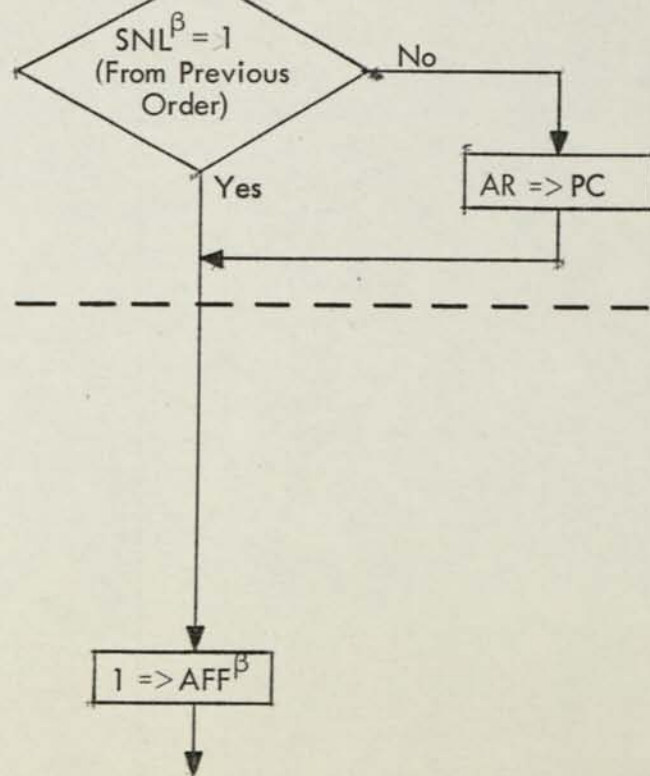 SNL^β = 1
(From Previous
Order)
No
AR => PC
Yes
1 => AFF^β